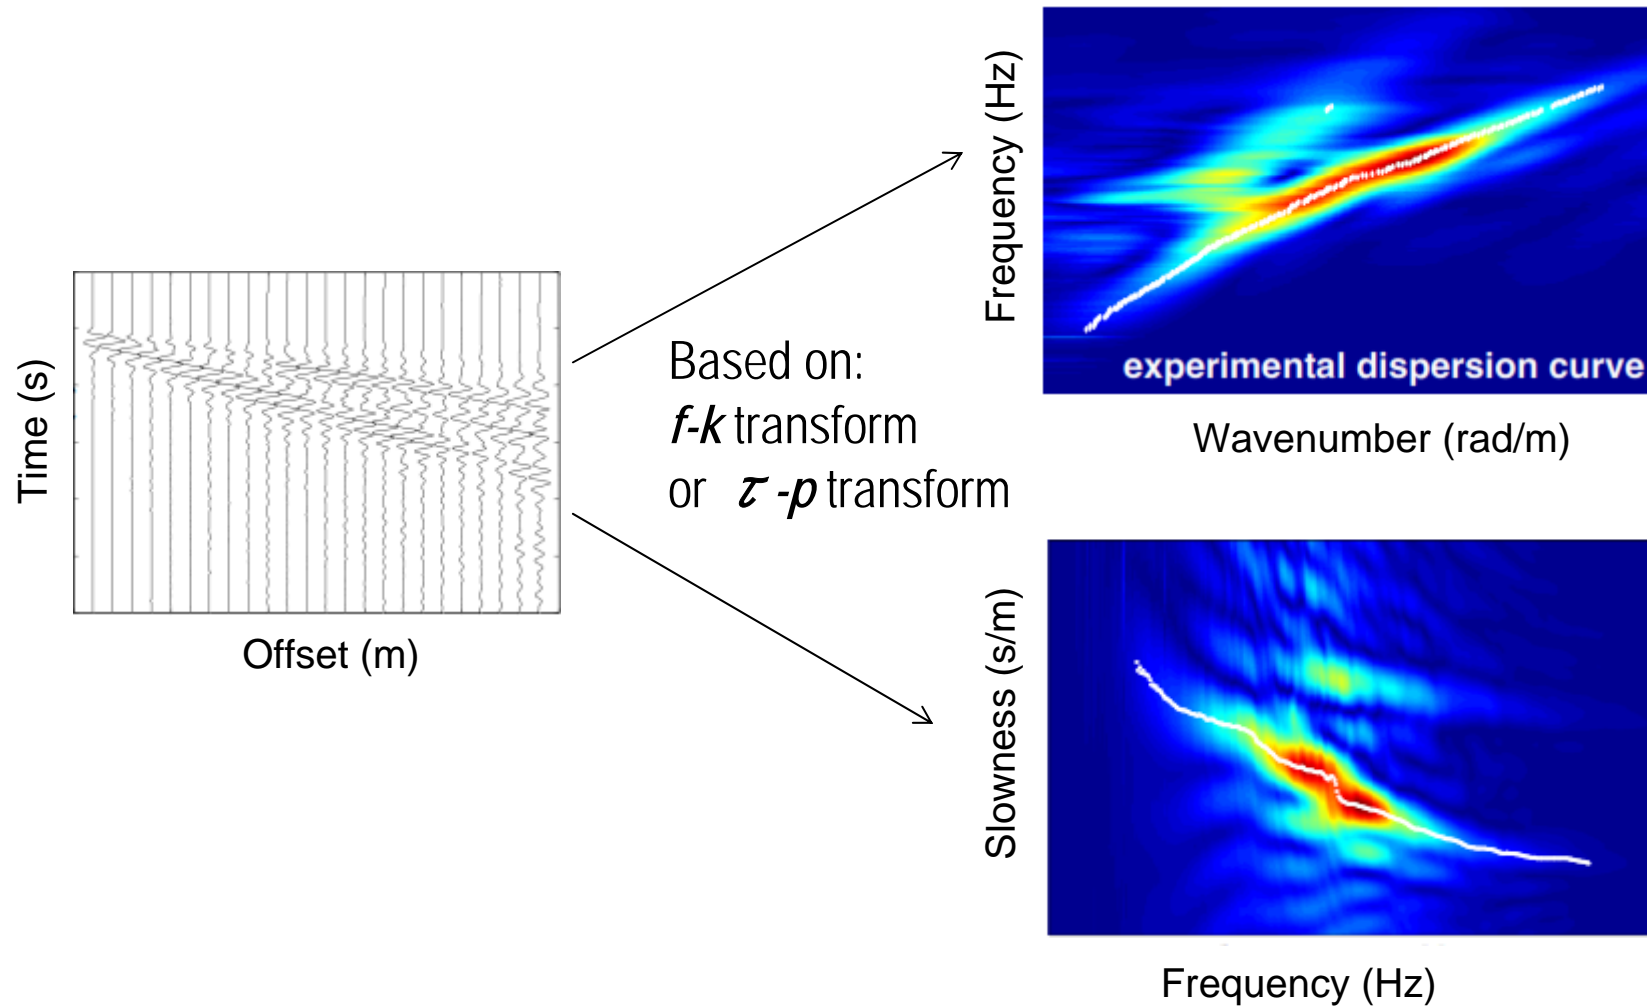 Time (s)
Offset (m)
Based on:
f-k transform
or τ -p transform
Frequency (Hz)
experimental dispersion curve
Wavenumber (rad/m)
Slowness (s/m)
Frequency (Hz)